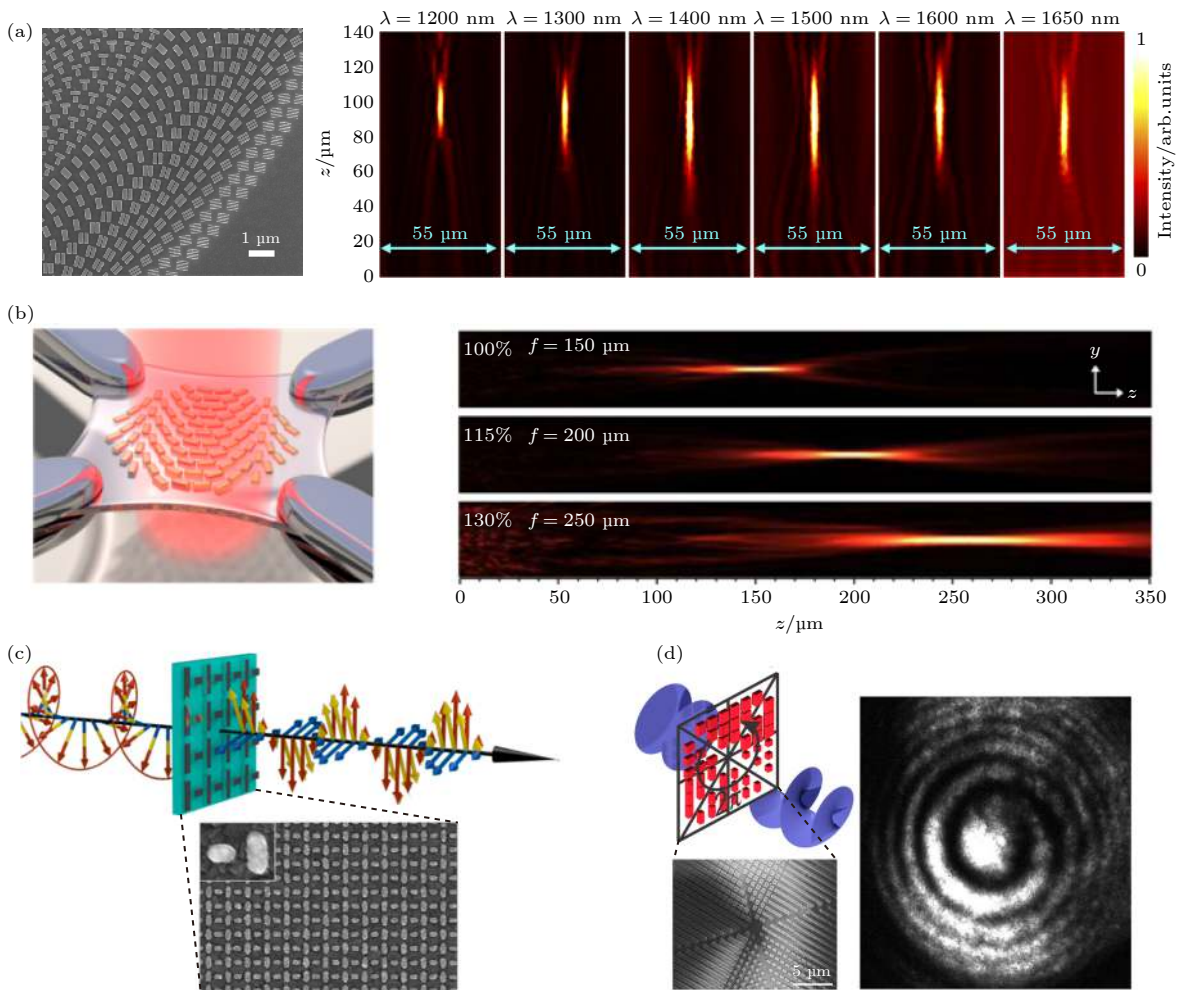 (a)
λ = 1200 nm λ = 1300 nm λ = 1400 nm λ = 1500 nm λ = 1600 nm λ = 1650 nm
140
120
100
80
60
40
20
0
z/µm
1 µm
55 µm 55 µm 55 µm 55 µm 55 µm 55 µm
1
0
Intensity/arb.units
(b)
100% f = 150 µm
y
z
115% f = 200 µm
130% f = 250 µm
0 50 100 150 200 250 300 350
z/µm
(c)
(d)
5 µm